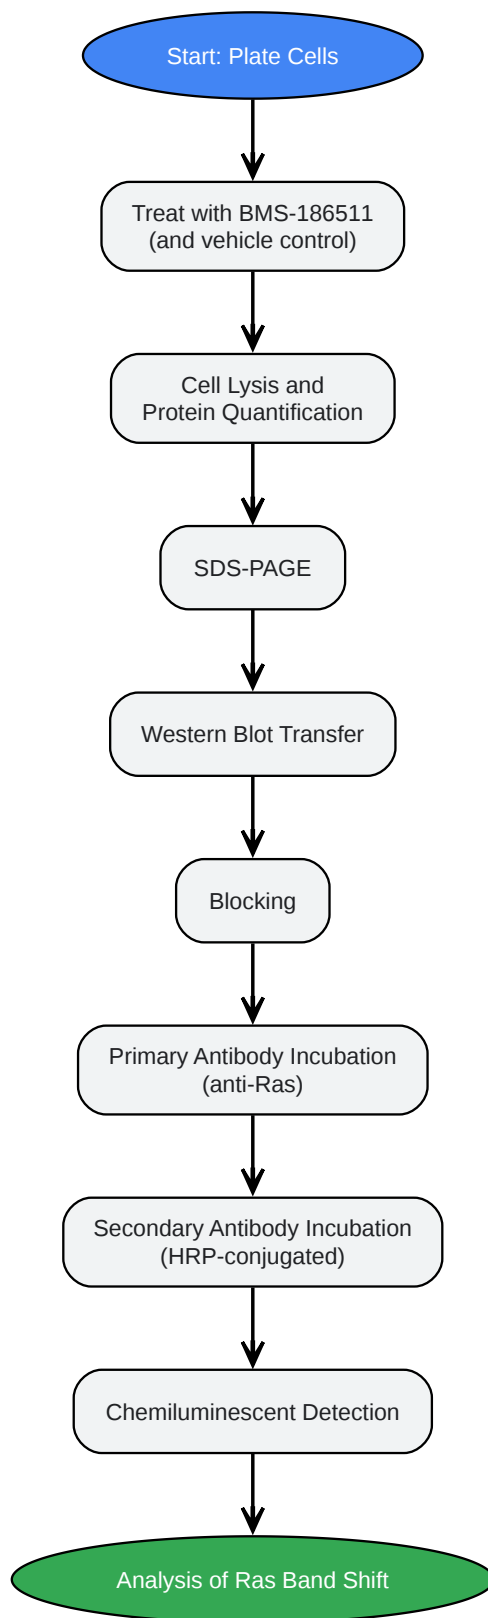 Start: Plate Cells
Treat with BMS-186511
(and vehicle control)
Cell Lysis and
Protein Quantification
SDS-PAGE
Western Blot Transfer
Blocking
Primary Antibody Incubation
(anti-Ras)
Secondary Antibody Incubation
(HRP-conjugated)
Chemiluminescent Detection
Analysis of Ras Band Shift